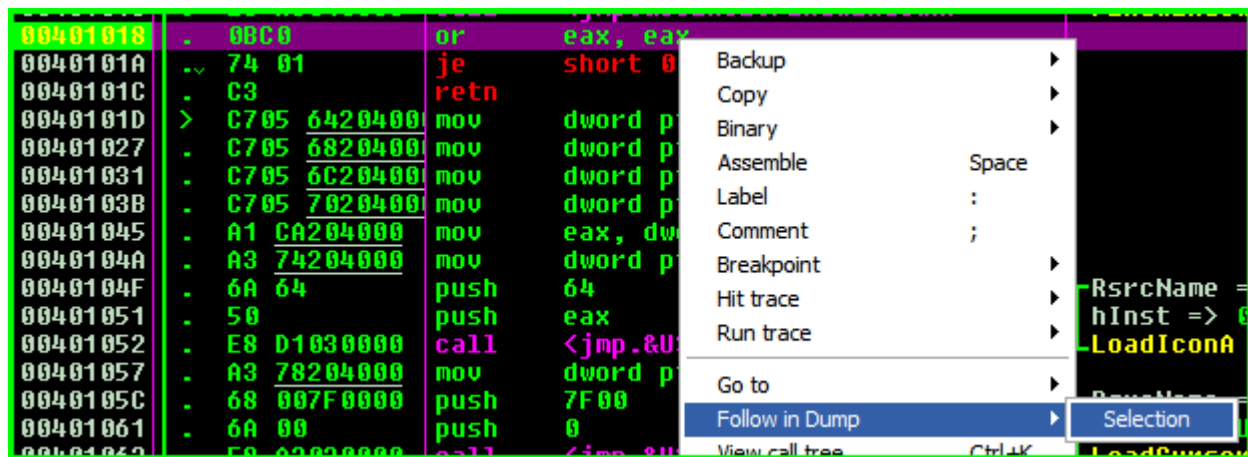 00401018 . 0BC0 or eax, eax
0040101A .v 74 01 je short 0
0040101C . C3 retn
0040101D > C705 64204000 mov dword p
00401027 . C705 68204000 mov dword p
00401031 . C705 6C204000 mov dword p
0040103B . C705 70204000 mov dword p
00401045 . A1 CA204000 mov eax, dw
0040104A . A3 74204000 mov dword p
0040104F . 6A 64 push 64
00401051 . 50 push eax
00401052 . E8 D1030000 call <jmp.&U
00401057 . A3 78204000 mov dword p
0040105C . 68 007F0000 push 7F00
00401061 . 6A 00 push 0
Backup
Copy
Binary
Assemble Space
Label :
Comment ;
Breakpoint
Hit trace
Run trace
Go to
Follow in Dump
View call tree Ctrl+K
Selection
RsrcName =
hInst => 0
LoadIconA